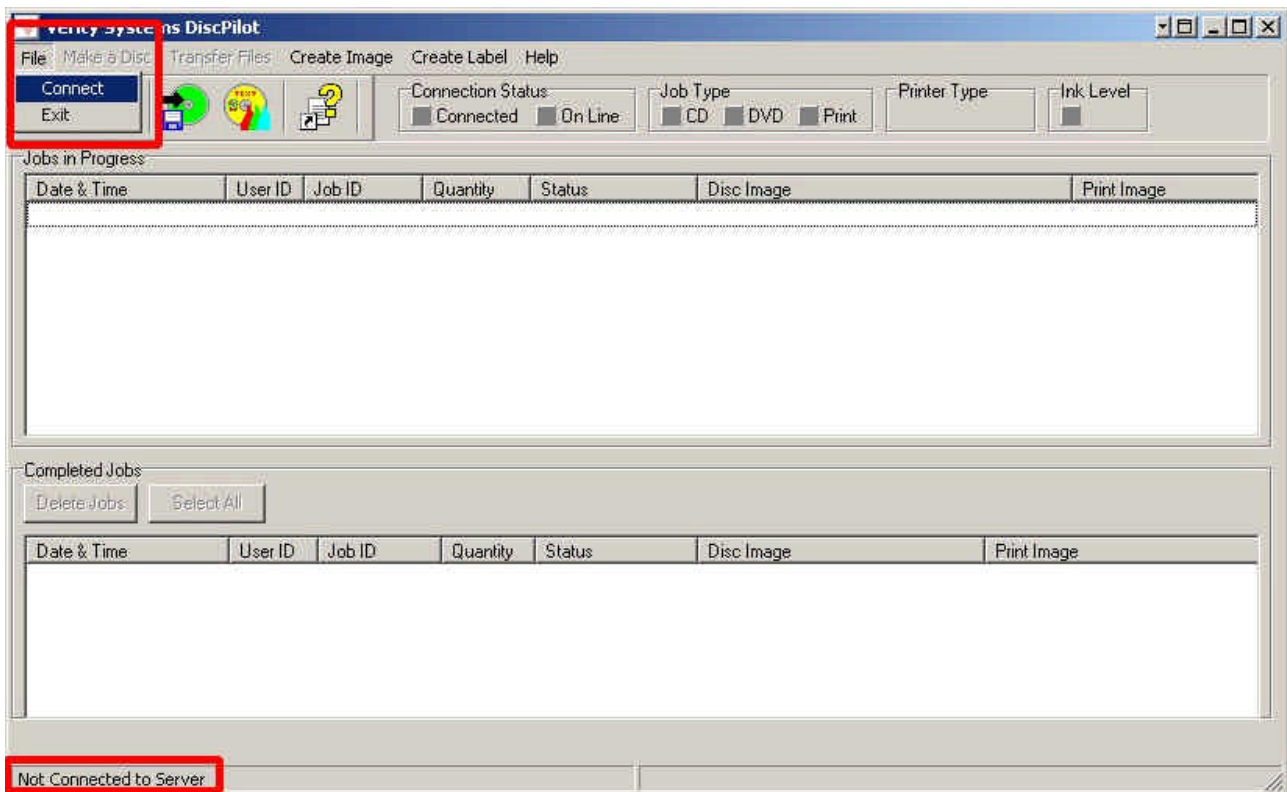 Verity Systems DiscPilot
File Make a Disc Transfer Files Create Image Create Label Help
Connect
Exit
Connection Status
Connected On Line
Job Type
CD DVD Print
Printer Type
Ink Level
Jobs in Progress
Date & Time User ID Job ID Quantity Status Disc Image Print Image
Completed Jobs
Delete Jobs Select All
Date & Time User ID Job ID Quantity Status Disc Image Print Image
Not Connected to Server